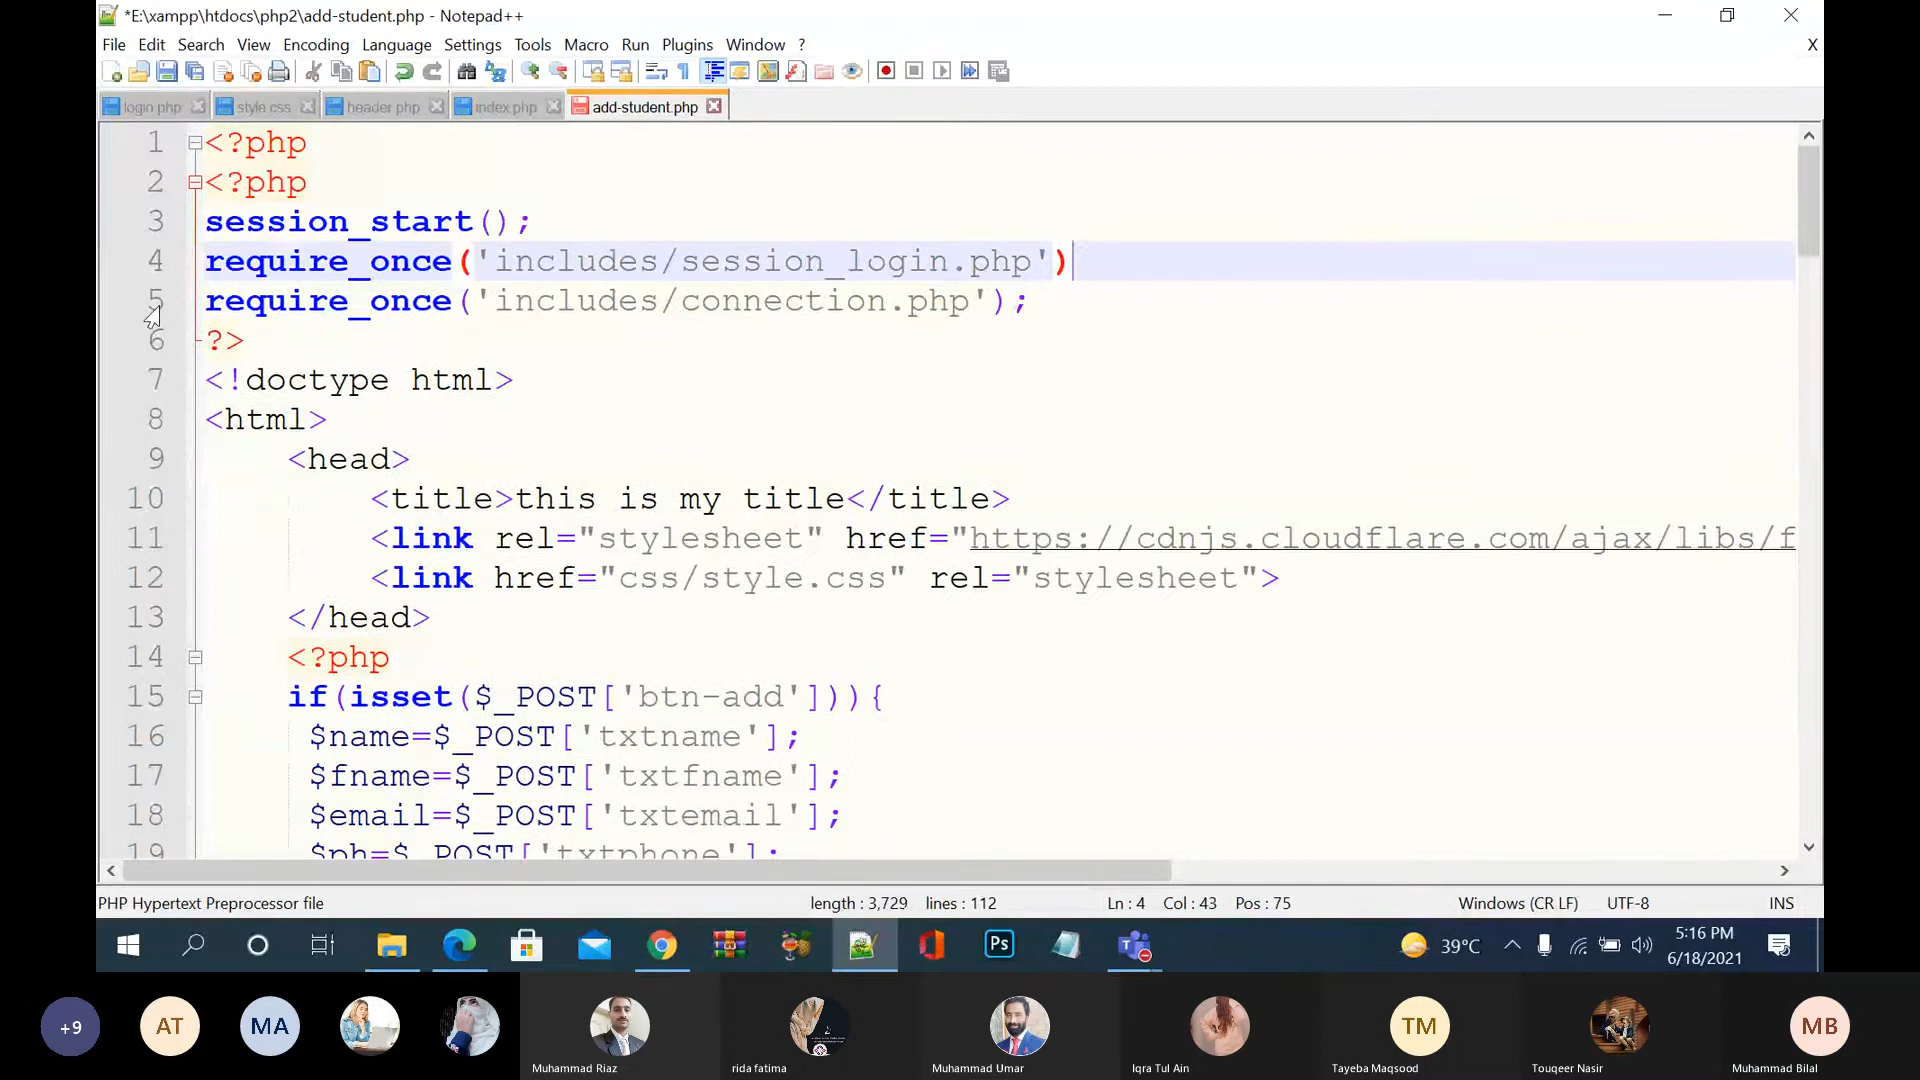 *E:\xampp\htdocs\php2\add-student.php - Notepad++
File Edit Search View Encoding Language Settings Tools Macro Run Plugins Window ? X
login.php style.css header.php index.php add-student.php
1 <?php
2 <?php
3 session_start();
4 require_once('includes/session_login.php')
5 require_once('includes/connection.php');
6 ?>
7 <!doctype html>
8 <html>
9 <head>
10 <title>this is my title</title>
11 <link rel="stylesheet" href="https://cdnjs.cloudflare.com/ajax/libs/f
12 <link href="css/style.css" rel="stylesheet">
13 </head>
14 <?php
15 if(isset($_POST['btn-add'])){
16 $name=$_POST['txtname'];
17 $fname=$_POST['txtfname'];
18 $email=$_POST['txtemail'];
19 $ph=$_POST['txtphone'];
PHP Hypertext Preprocessor file length : 3,729 lines : 112 Ln : 4 Col : 43 Pos : 75 Windows (CR LF) UTF-8 INS
Ps 39°C 5:16 PM
6/18/2021
+9 AT MA TM MB
Muhammad Riaz rida fatima Muhammad Umar Iqra Tul Ain Tayeba Maqsood Touqeer Nasir Muhammad Bilal